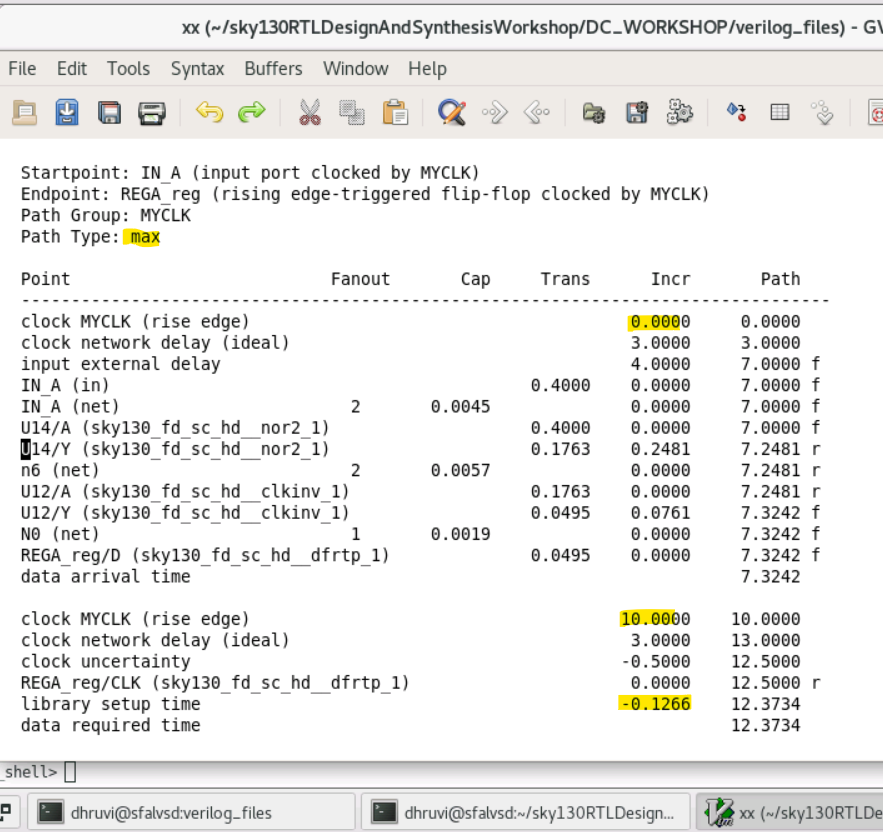 xx (~/sky130RTLDesignAndSynthesisWorkshop/DC_WORKSHOP/verilog_files) - GV
File Edit Tools Syntax Buffers Window Help
Startpoint: IN_A (input port clocked by MYCLK)
Endpoint: REGA_reg (rising edge-triggered flip-flop clocked by MYCLK)
Path Group: MYCLK
Path Type: max
Point Fanout Cap Trans Incr Path
-----------------------------------------------------------------------------------
clock MYCLK (rise edge) 0.0000 0.0000
clock network delay (ideal) 3.0000 3.0000
input external delay 4.0000 7.0000 f
IN_A (in) 0.4000 0.0000 7.0000 f
IN_A (net) 2 0.0045 0.0000 7.0000 f
U14/A (sky130_fd_sc_hd__nor2_1) 0.4000 0.0000 7.0000 f
U14/Y (sky130_fd_sc_hd__nor2_1) 0.1763 0.2481 7.2481 r
n6 (net) 2 0.0057 0.0000 7.2481 r
U12/A (sky130_fd_sc_hd__clkinv_1) 0.1763 0.0000 7.2481 r
U12/Y (sky130_fd_sc_hd__clkinv_1) 0.0495 0.0761 7.3242 f
N0 (net) 1 0.0019 0.0000 7.3242 f
REGA_reg/D (sky130_fd_sc_hd__dfrtp_1) 0.0495 0.0000 7.3242 f
data arrival time 7.3242
clock MYCLK (rise edge) 10.0000 10.0000
clock network delay (ideal) 3.0000 13.0000
clock uncertainty -0.5000 12.5000
REGA_reg/CLK (sky130_fd_sc_hd__dfrtp_1) 0.0000 12.5000 r
library setup time -0.1266 12.3734
data required time 12.3734
_shell>
dhruvi@sfalvsd:verilog_files dhruvi@sfalvsd:~/sky130RTLDesign... xx (~/sky130RTLDe